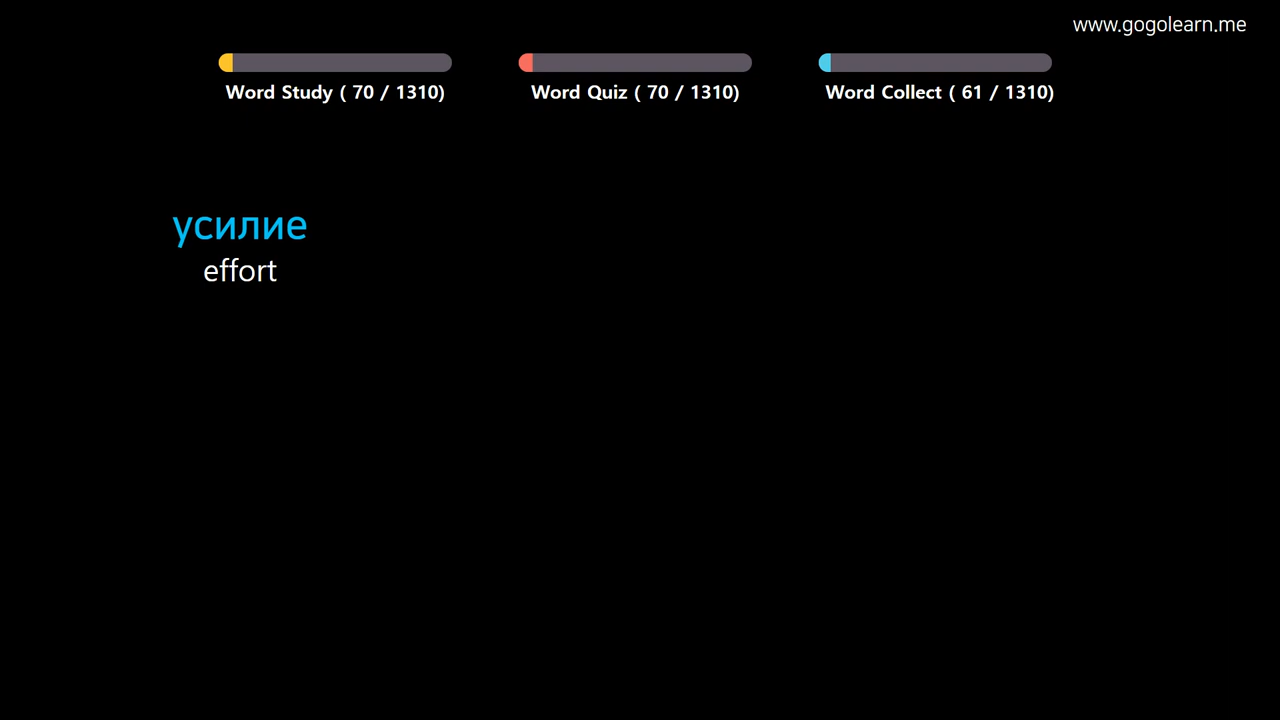 www.gogolearn.me
Word Study ( 70 / 1310)
Word Quiz ( 70 / 1310)
Word Collect ( 61 / 1310)
усилие
effort